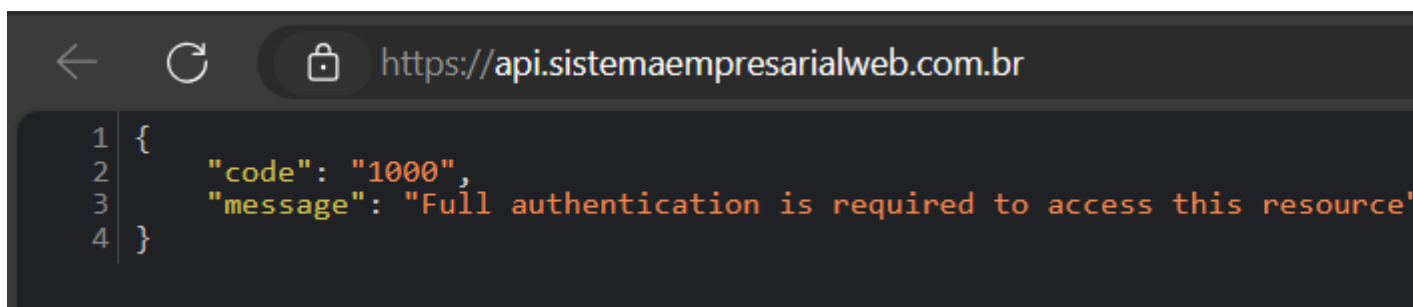 https://api.sistemaempresarialweb.com.br
1 {
2 "code": "1000",
3 "message": "Full authentication is required to access this resource"
4 }